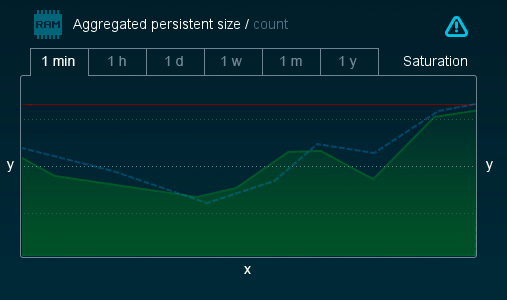 RAM
Aggregated persistent size / count
1 min 1 h 1 d 1 w 1 m 1 y Saturation
y y
x